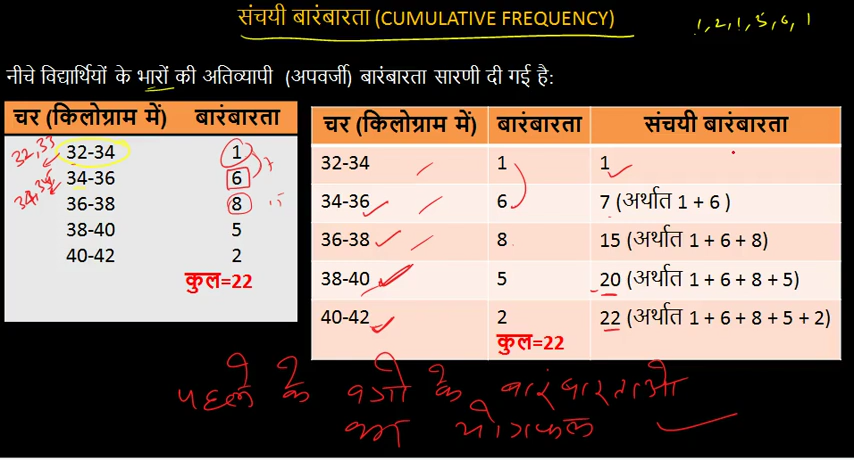 संचयी बारंबारता (CUMULATIVE FREQUENCY)
1, 2, 1, 5, 6, 1
नीचे विद्यार्थियों के भारों की अतिव्यापी (अपवर्जी) बारंबारता सारणी दी गई है:
चर (किलोग्राम में) बारंबारता
32-34 1
34-36 6
36-38 8
38-40 5
40-42 2
कुल=22
32, 33
7
15
चर (किलोग्राम में) बारंबारता संचयी बारंबारता
32-34 1 1
34-36 6 7 (अर्थात 1 + 6)
36-38 8 15 (अर्थात 1 + 6 + 8)
38-40 5 20 (अर्थात 1 + 6 + 8 + 5)
40-42 2 22 (अर्थात 1 + 6 + 8 + 5 + 2)
कुल=22
पहले के वर्गो के बारंबारताओ
का योगफल